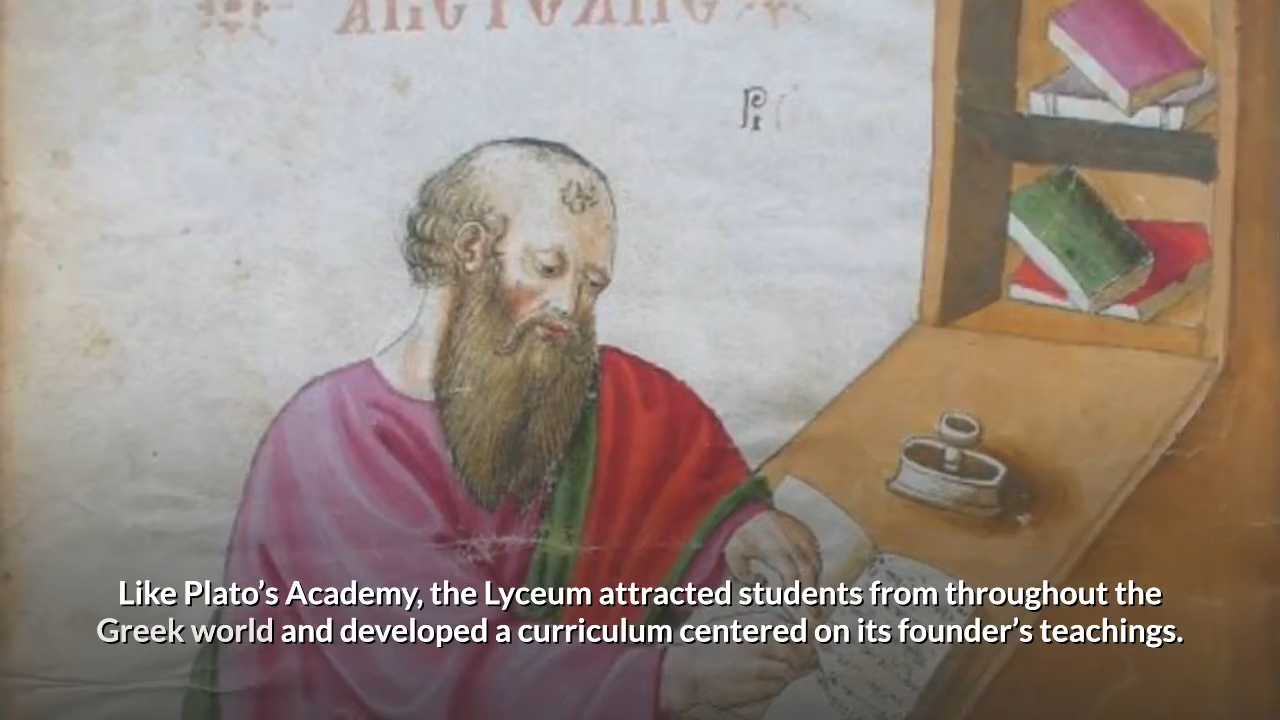 Like Plato’s Academy, the Lyceum attracted students from throughout the
Greek world and developed a curriculum centered on its founder’s teachings.